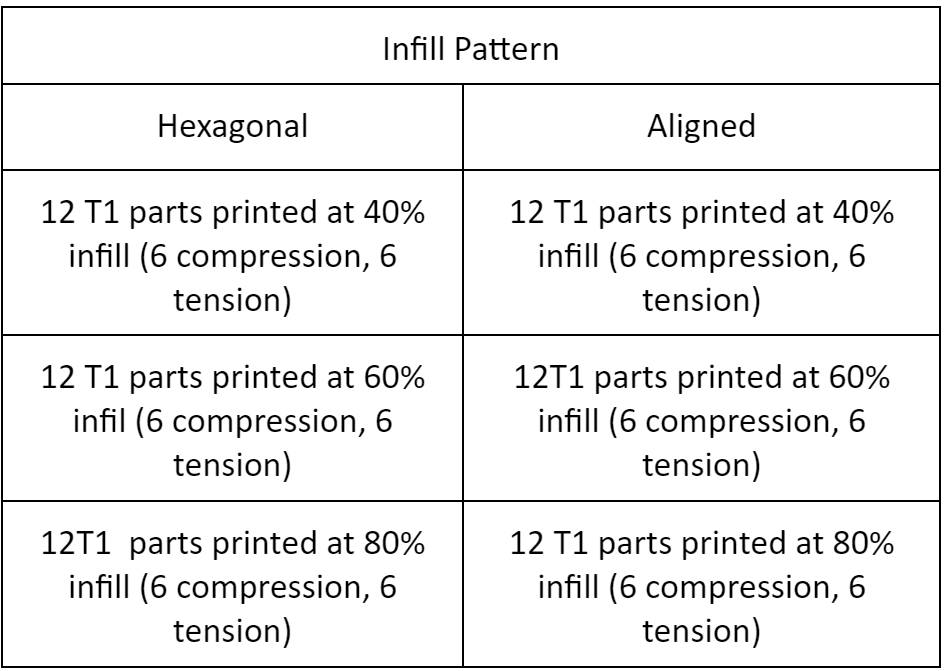 Infill Pattern
Hexagonal
Aligned
12 T1 parts printed at 40%
infill (6 compression, 6
tension)
12 T1 parts printed at 40%
infill (6 compression, 6
tension)
12 T1 parts printed at 60%
infil (6 compression, 6
tension)
12T1 parts printed at 60%
infill (6 compression, 6
tension)
12T1  parts printed at 80%
infill (6 compression, 6
tension)
12 T1 parts printed at 80%
infill (6 compression, 6
tension)